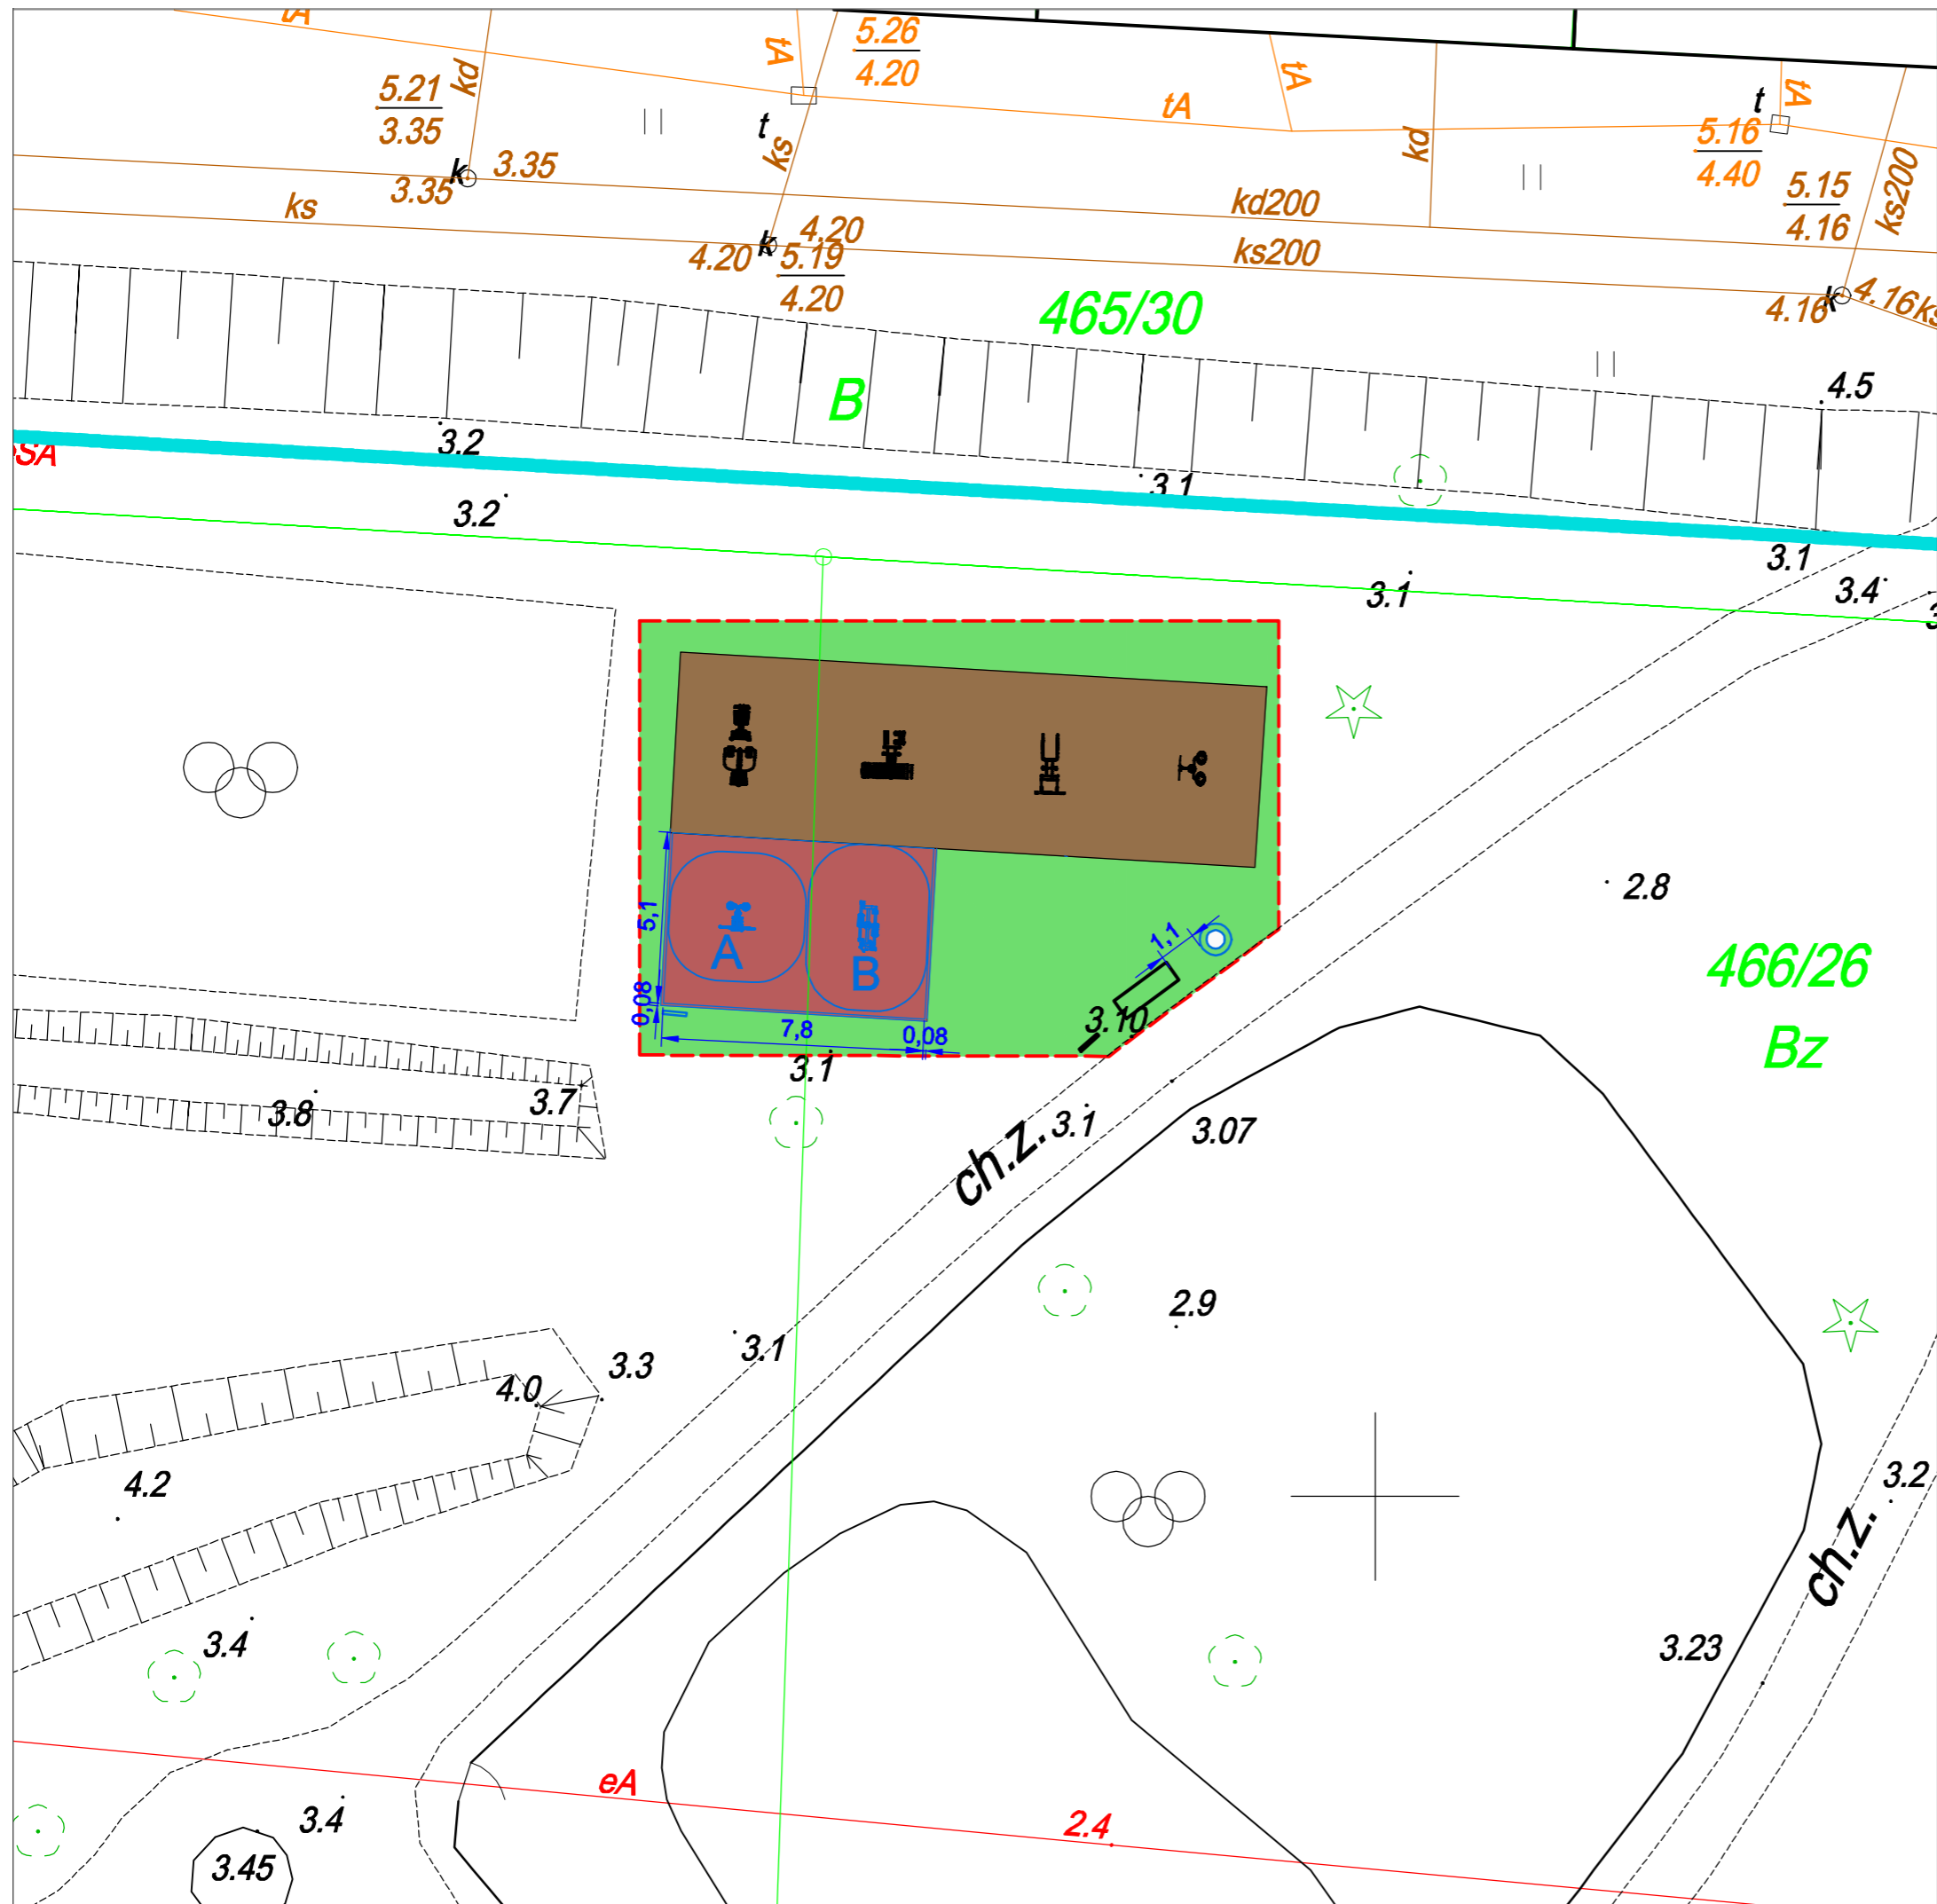 tA
5.26
4.20
tA
kd
5.21
3.35
tA
t
5.16
4.40
tA
tA
t
ks
kd
k
3.35
3.35
5.15
4.16
ks200
ks
kd200
4.20
k
4.20
5.19
4.20
ks200
465/30
4.16
k
4.16
ks
4.5
B
3.2
SA
3.1
3.2
3.1
3.1
3.4
2.8
5,1
A
B
1,1
466/26
0,08
7,8
0,08
3.10
3.1
Bz
3.8
3.7
3.1
3.07
ch.z.
2.9
3.1
3.3
4.0
4.2
3.2
ch.z.
3.4
3.23
eA
2.4
3.4
3.45